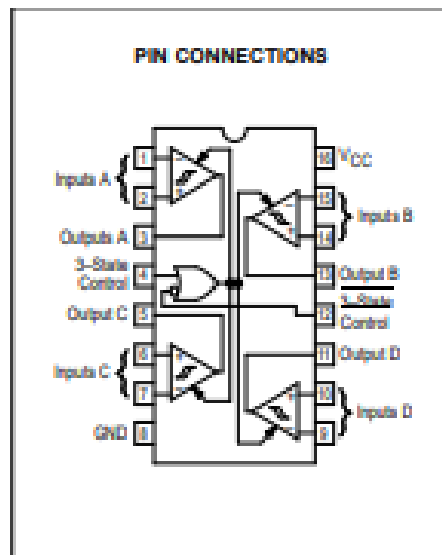 PIN CONNECTIONS
1
16
VCC
Inputs A
2
15
Inputs B
3
14
Outputs A
3-State
Control
4
13
Output B
Output C
5
12
3-State
Control
6
11
Output D
Inputs C
7
10
Inputs D
GND
8
9